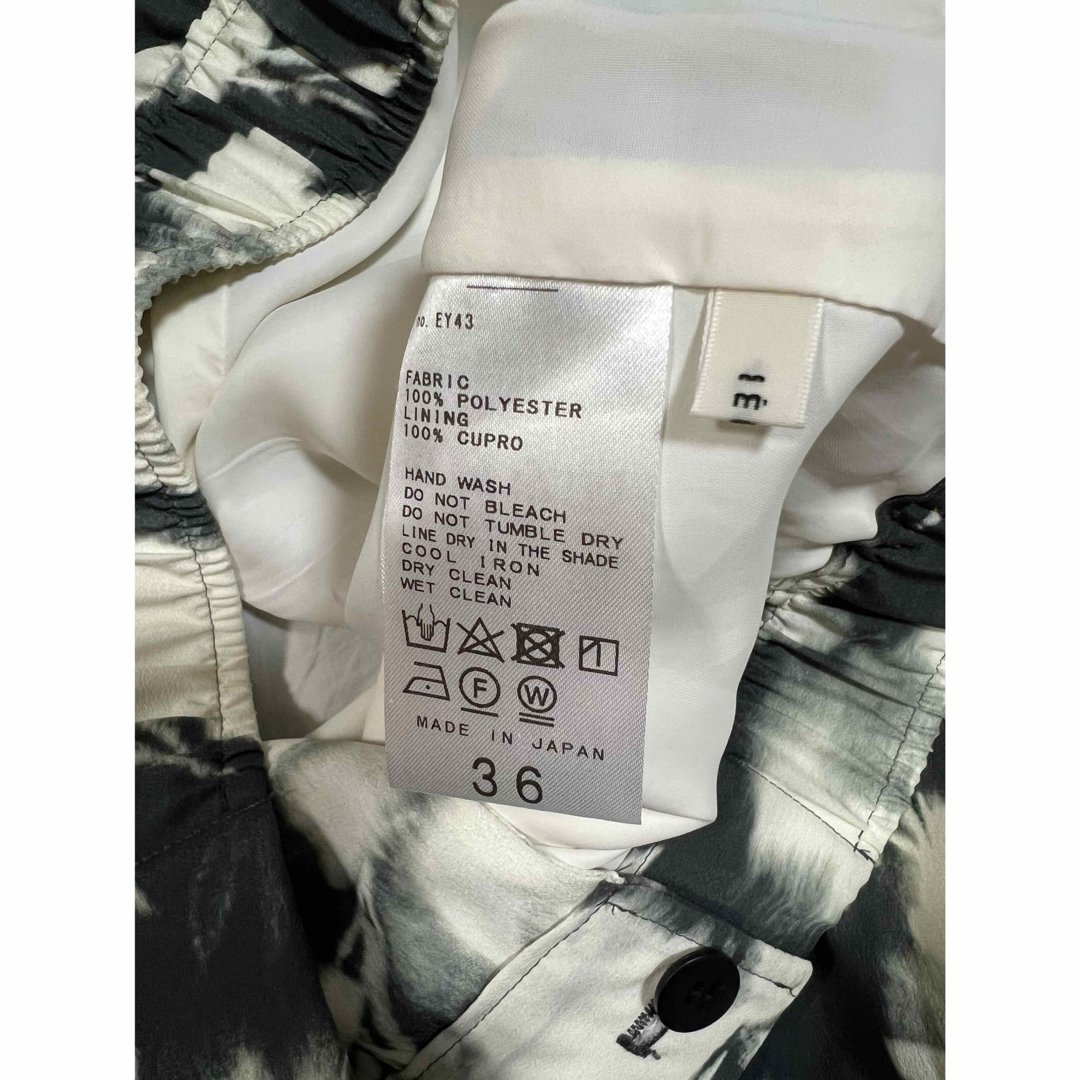 no. EY43
FABRIC
100% POLYESTER
LINING
100% CUPRO
HAND WASH
DO NOT BLEACH
DO NOT TUMBLE DRY
LINE DRY IN THE SHADE
COOL IRON
DRY CLEAN
WET CLEAN
F W
MADE IN JAPAN
36